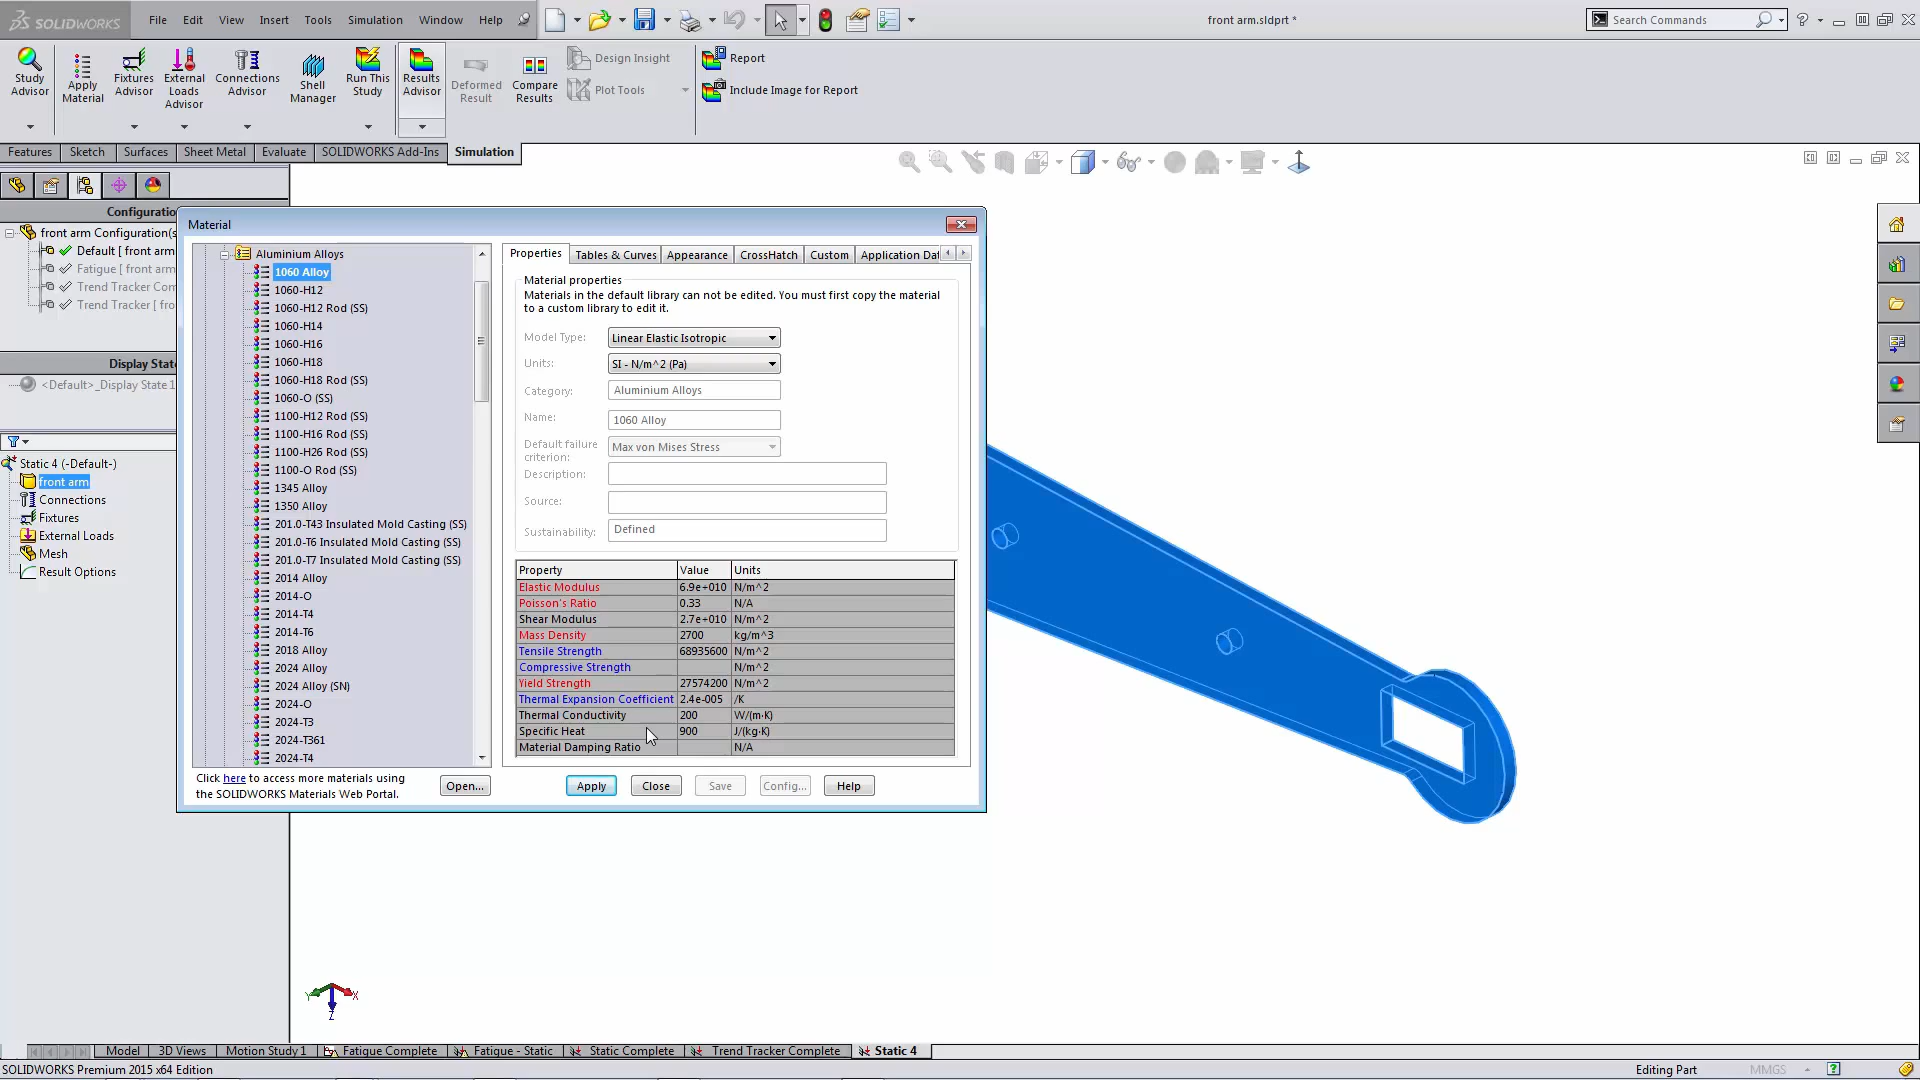 SOLIDWORKS
File Edit View Insert Tools Simulation Window Help
front arm.sldprt *
Search Commands
Study Advisor
Apply Material
Fixtures Advisor
External Loads Advisor
Connections Advisor
Shell Manager
Run This Study
Results Advisor
Deformed Result
Compare Results
Design Insight
Plot Tools
Report
Include Image for Report
Features Sketch Surfaces Sheet Metal Evaluate SOLIDWORKS Add-Ins Simulation
Configuratio
front arm Configuration(s
Default [ front arm
Fatigue [ front arm
Trend Tracker Com
Trend Tracker [ fro
Display State
<Default>_Display State 1
Static 4 (-Default-)
front arm
Connections
Fixtures
External Loads
Mesh
Result Options
Material
Aluminium Alloys
1060 Alloy
1060-H12
1060-H12 Rod (SS)
1060-H14
1060-H16
1060-H18
1060-H18 Rod (SS)
1060-O (SS)
1100-H12 Rod (SS)
1100-H16 Rod (SS)
1100-H26 Rod (SS)
1100-O Rod (SS)
1345 Alloy
1350 Alloy
201.0-T43 Insulated Mold Casting (SS)
201.0-T6 Insulated Mold Casting (SS)
201.0-T7 Insulated Mold Casting (SS)
2014 Alloy
2014-O
2014-T4
2014-T6
2018 Alloy
2024 Alloy
2024 Alloy (SN)
2024-O
2024-T3
2024-T361
2024-T4
Click here to access more materials using
the SOLIDWORKS Materials Web Portal.
Open...
Properties Tables & Curves Appearance CrossHatch Custom Application Dat
Material properties
Materials in the default library can not be edited. You must first copy the material
to a custom library to edit it.
Model Type: Linear Elastic Isotropic
Units: SI - N/m^2 (Pa)
Category: Aluminium Alloys
Name: 1060 Alloy
Default failure criterion: Max von Mises Stress
Description:
Source:
Sustainability: Defined
Property Value Units
Elastic Modulus 6.9e+010 N/m^2
Poisson's Ratio 0.33 N/A
Shear Modulus 2.7e+010 N/m^2
Mass Density 2700 kg/m^3
Tensile Strength 68935600 N/m^2
Compressive Strength N/m^2
Yield Strength 27574200 N/m^2
Thermal Expansion Coefficient 2.4e-005 /K
Thermal Conductivity 200 W/(m·K)
Specific Heat 900 J/(kg·K)
Material Damping Ratio N/A
Apply Close Save Config... Help
Y X
Z
Model 3D Views Motion Study 1 Fatigue Complete Fatigue - Static Static Complete Trend Tracker Complete Static 4
SOLIDWORKS Premium 2015 x64 Edition
Editing Part MMGS